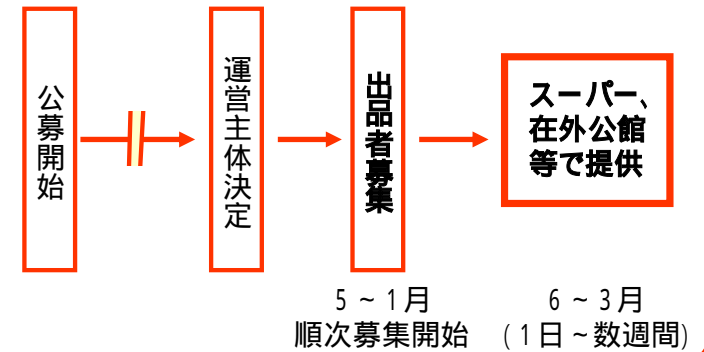 公募開始
運営主体決定
出品者募集
スーパー、
在外公館
等で提供
5～1月
順次募集開始
6～3月
(1日～数週間)